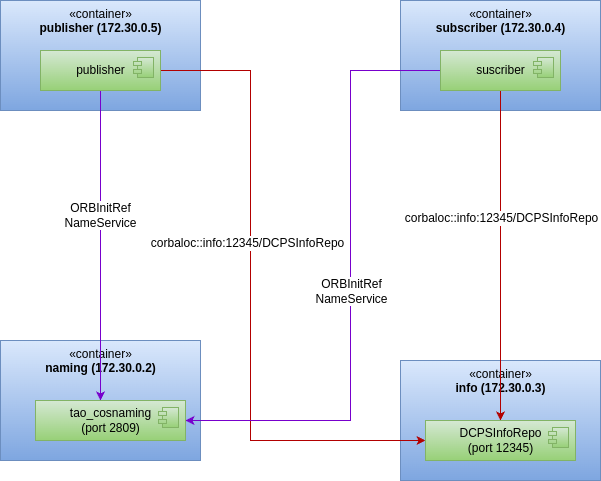 «container»
publisher (172.30.0.5)
publisher
«container»
subscriber (172.30.0.4)
suscriber
ORBInitRef
NameService
corbaloc::info:12345/DCPSInfoRepo
corbaloc::info:12345/DCPSInfoRepo
ORBInitRef
NameService
«container»
naming (172.30.0.2)
tao_cosnaming
(port 2809)
«container»
info (172.30.0.3)
DCPSInfoRepo
(port 12345)